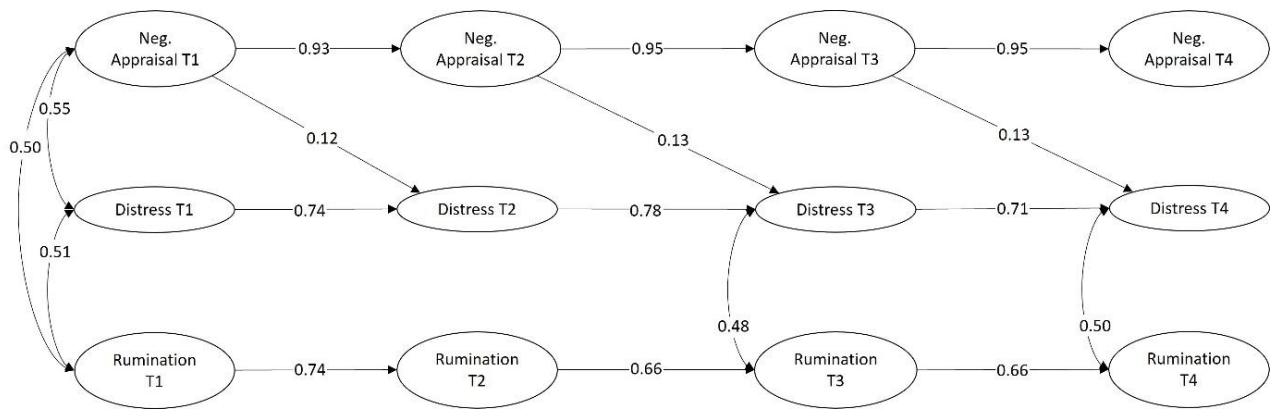 Neg.
Appraisal T1
0.93
Neg.
Appraisal T2
0.95
Neg.
Appraisal T3
0.95
Neg.
Appraisal T4
0.55
0.50
0.12
0.13
0.13
Distress T1
0.74
Distress T2
0.78
Distress T3
0.71
Distress T4
0.51
0.48
0.50
Rumination
T1
0.74
Rumination
T2
0.66
Rumination
T3
0.66
Rumination
T4